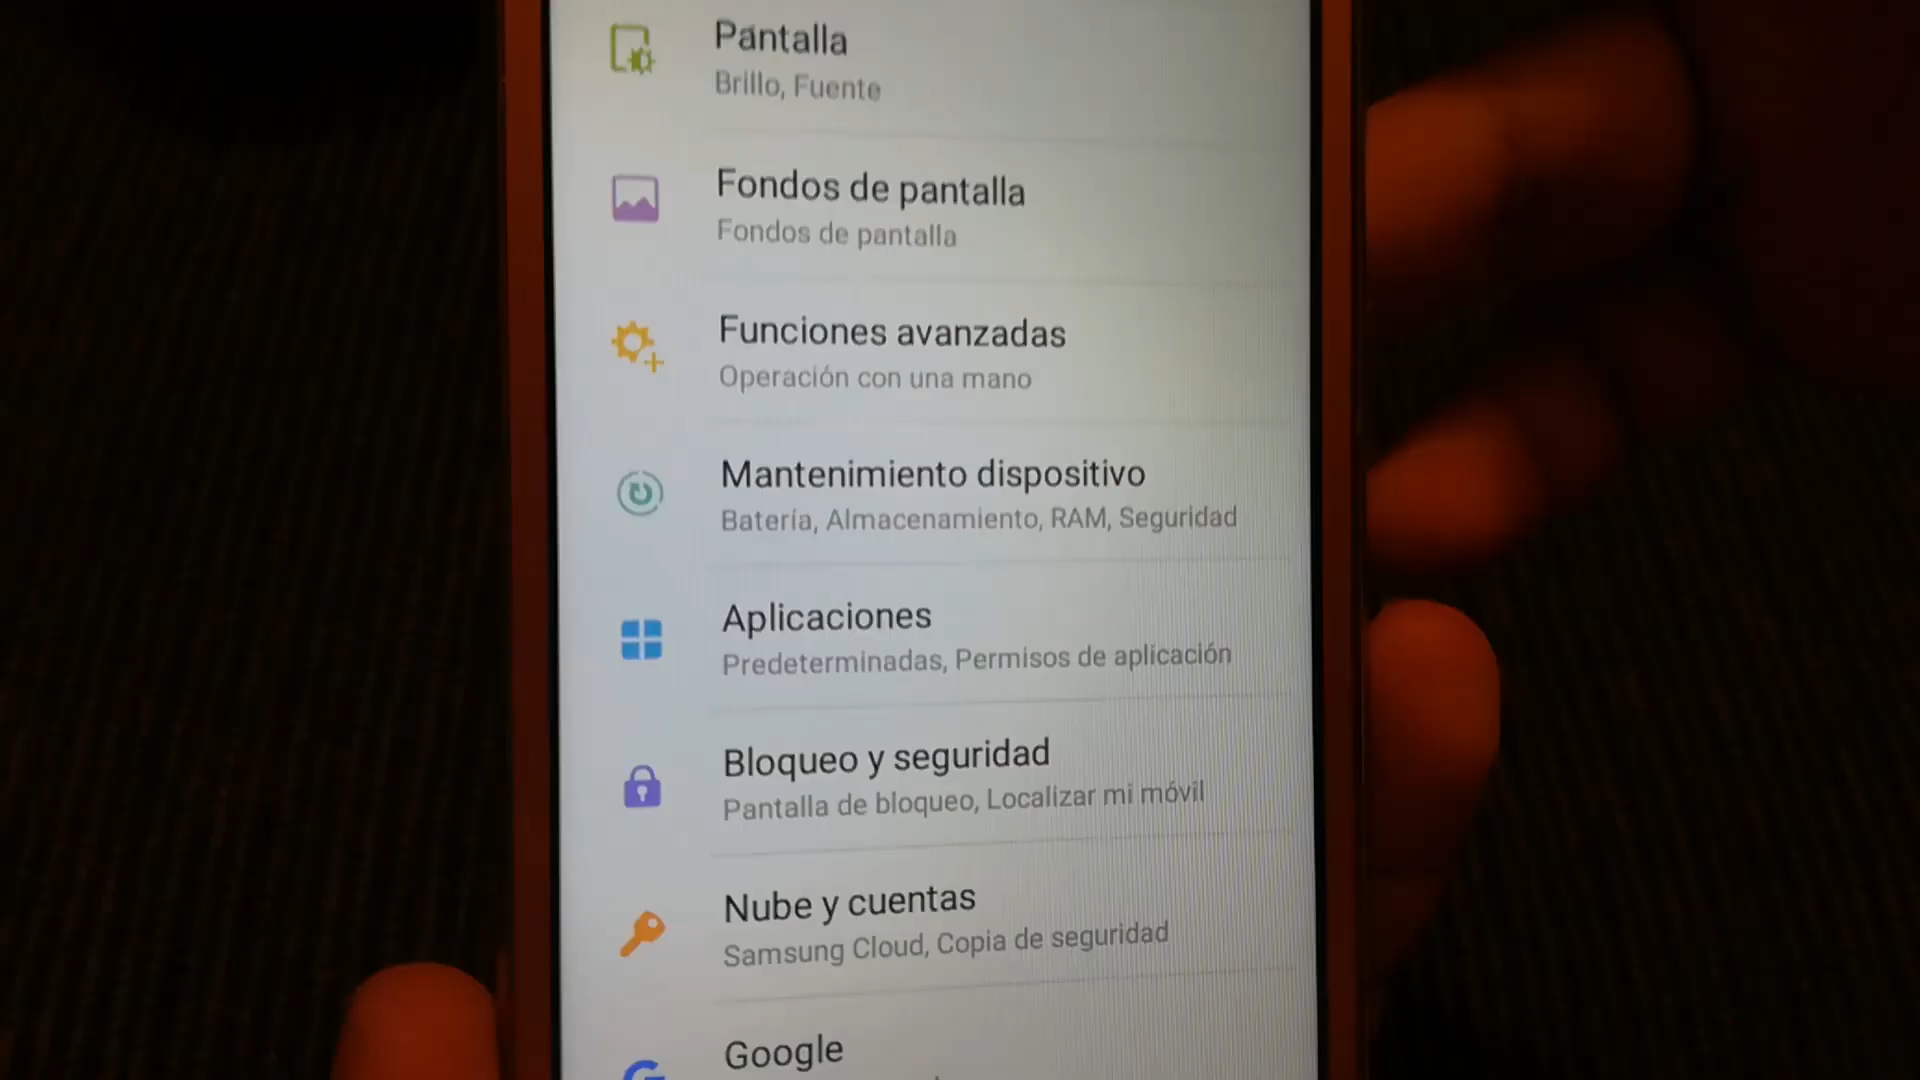 Pantalla
Brillo, Fuente
Fondos de pantalla
Fondos de pantalla
Funciones avanzadas
Operación con una mano
Mantenimiento dispositivo
Batería, Almacenamiento, RAM, Seguridad
Aplicaciones
Predeterminadas, Permisos de aplicación
Bloqueo y seguridad
Pantalla de bloqueo, Localizar mi móvil
Nube y cuentas
Samsung Cloud, Copia de seguridad
Google